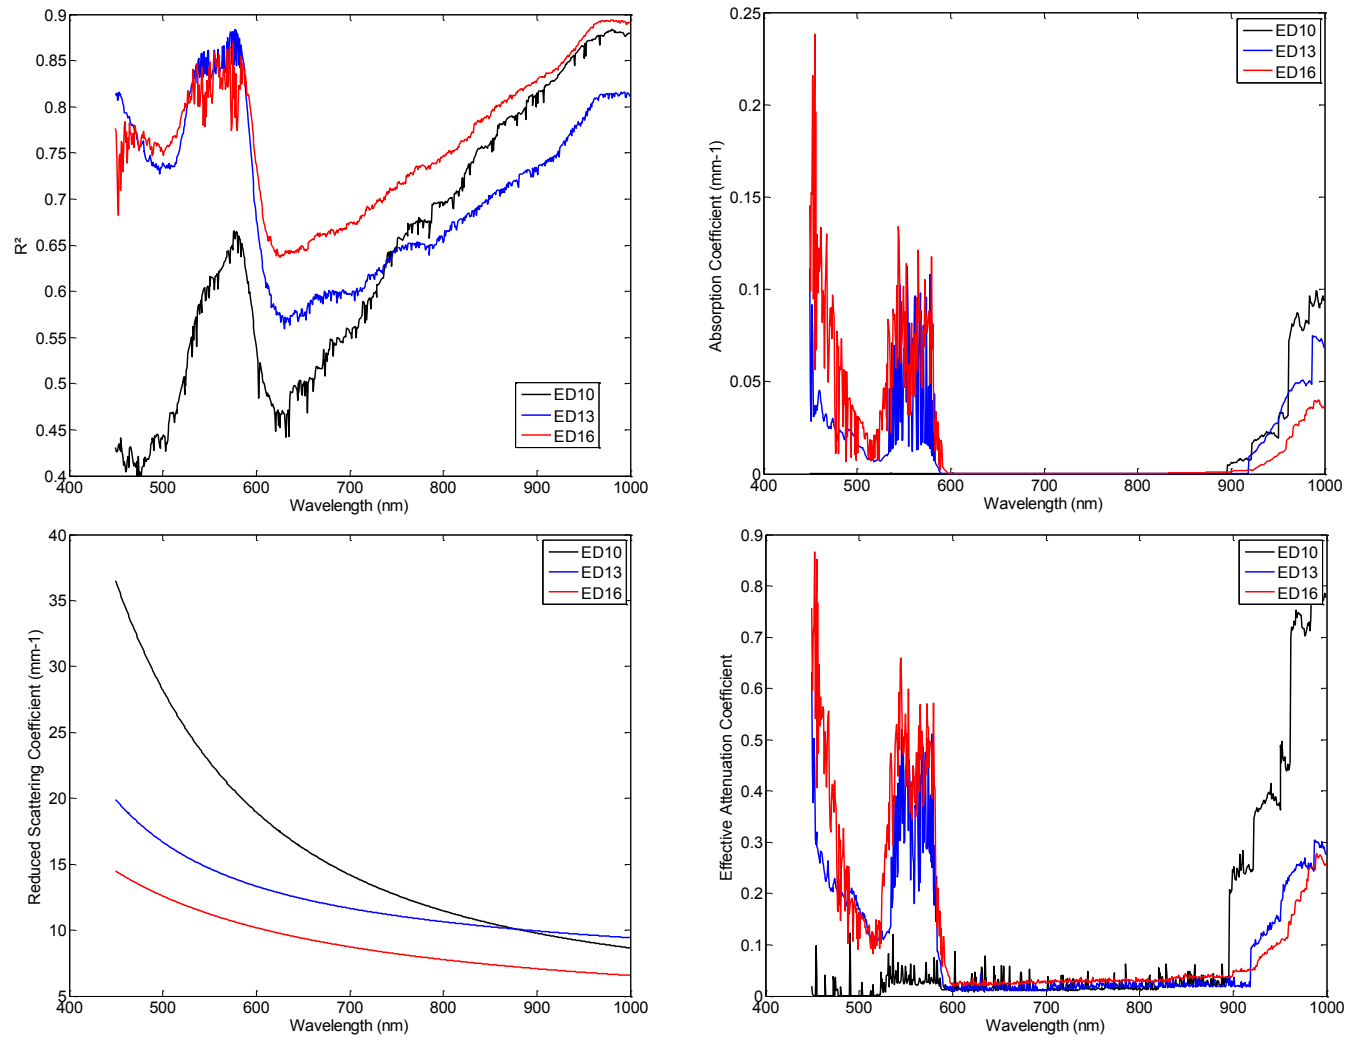 0.9
0.85
0.8
0.75
0.7
0.65
0.6
0.55
0.5
0.45
0.4
R²
400 500 600 700 800 900 1000
Wavelength (nm)
ED10
ED13
ED16
0.25
0.2
0.15
0.1
0.05
0
Absorption Coefficient (mm-1)
400 500 600 700 800 900 1000
Wavelength (nm)
ED10
ED13
ED16
40
35
30
25
20
15
10
5
Reduced Scattering Coefficient (mm-1)
400 500 600 700 800 900 1000
Wavelength (nm)
ED10
ED13
ED16
0.9
0.8
0.7
0.6
0.5
0.4
0.3
0.2
0.1
0
Effective Attenuation Coefficient
400 500 600 700 800 900 1000
Wavelength (nm)
ED10
ED13
ED16